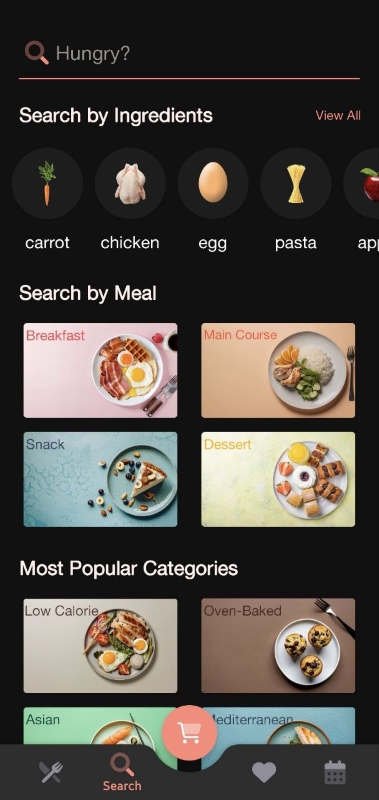 Hungry?
Search by Ingredients
View All
carrot
chicken
egg
pasta
app
Search by Meal
Breakfast
Main Course
Snack
Dessert
Most Popular Categories
Low Calorie
Oven-Baked
Asian
Mediterranean
Search